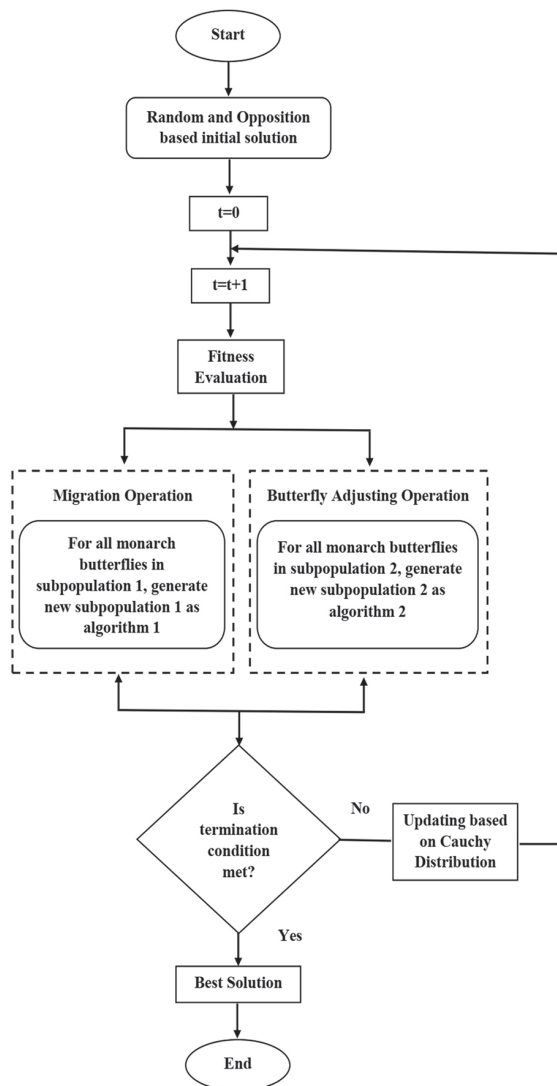 Start
Random and Opposition
based initial solution
t=0
t=t+1
Fitness
Evaluation
Migration Operation
For all monarch
butterflies in
subpopulation 1, generate
new subpopulation 1 as
algorithm 1
Butterfly Adjusting Operation
For all monarch butterflies
in subpopulation 2, generate
new subpopulation 2 as
algorithm 2
Is
termination
condition
met?
No
Updating based
on Cauchy
Distribution
Yes
Best Solution
End